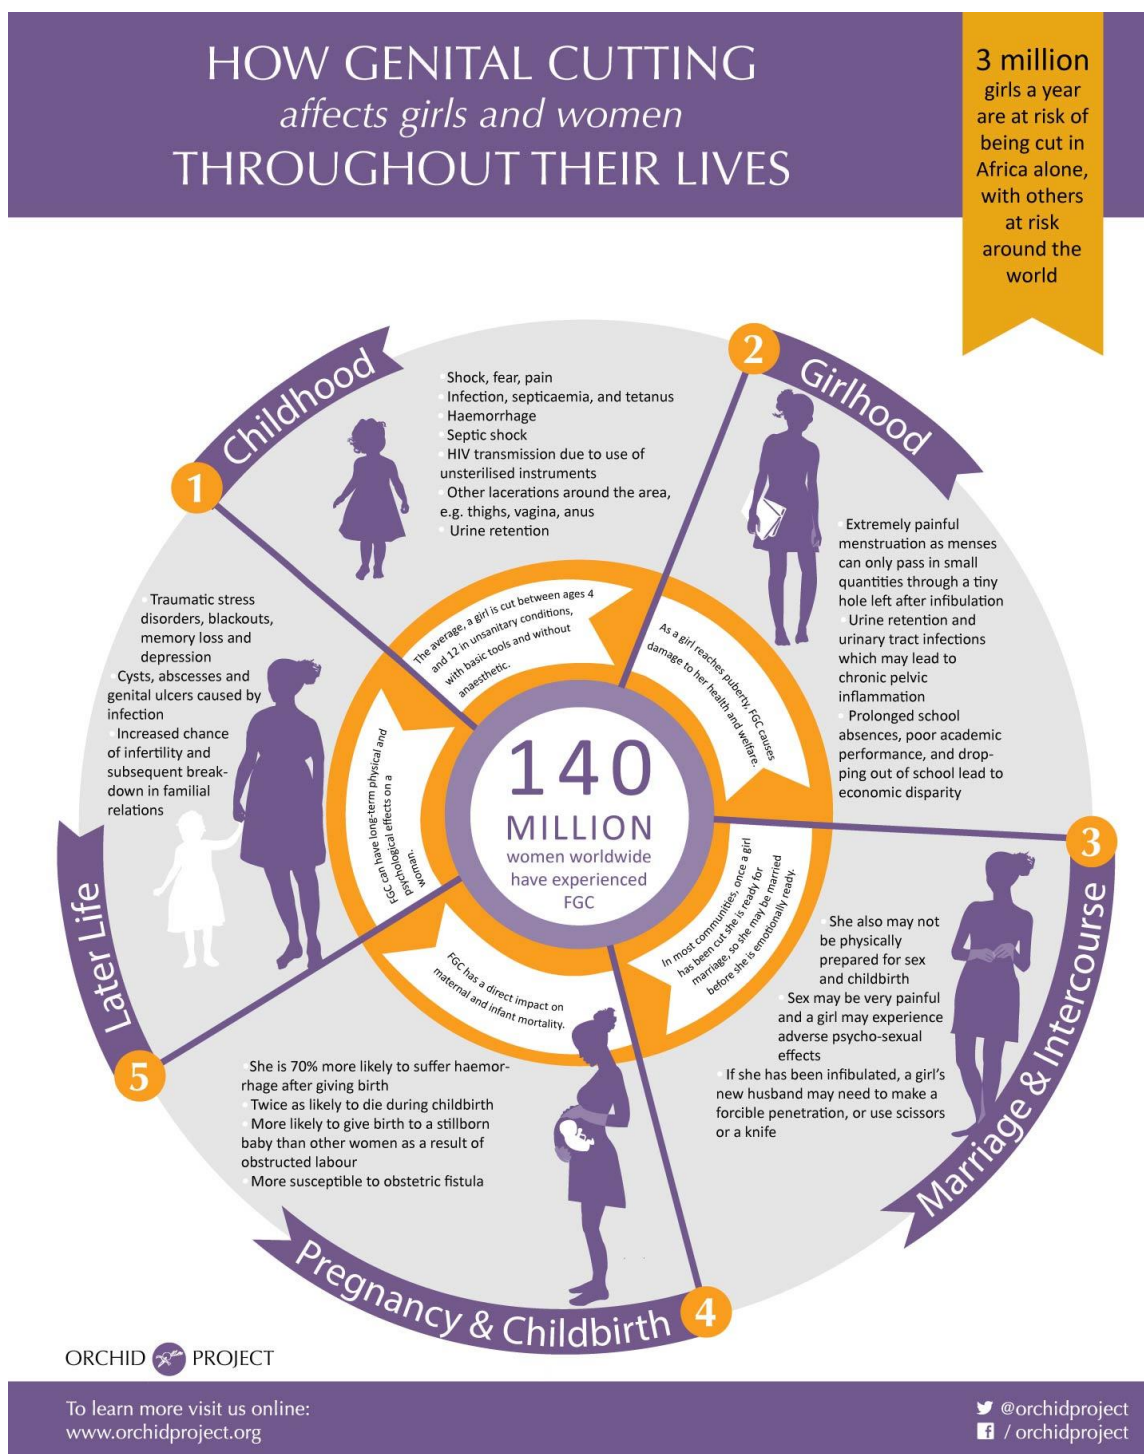 HOW GENITAL CUTTING
affects girls and women
THROUGHOUT THEIR LIVES
3 million
girls a year
are at risk of
being cut in
Africa alone,
with others
at risk
around the
world
1
Childhood
Shock, fear, pain
Infection, septicaemia, and tetanus
Haemorrhage
Septic shock
HIV transmission due to use of
unsterilised instruments
Other lacerations around the area,
e.g. thighs, vagina, anus
Urine retention
The average, a girl is cut between ages 4
and 12 in unsanitary conditions,
with basic tools and without
anaesthetic.
2
Girlhood
Extremely painful
menstruation as menses
can only pass in small
quantities through a tiny
hole left after infibulation
Urine retention and
urinary tract infections
which may lead to
chronic pelvic
inflammation
Prolonged school
absences, poor academic
performance, and drop-
ping out of school lead to
economic disparity
As a girl reaches puberty, FGC causes
damage to her health and welfare.
3
Marriage & Intercourse
She also may not
be physically
prepared for sex
and childbirth
Sex may be very painful
and a girl may experience
adverse psycho-sexual
effects
If she has been infibulated, a girl's
new husband may need to make a
forcible penetration, or use scissors
or a knife
In most communities, once a girl
has been cut she is ready for
marriage, so she may be married
before she is emotionally ready.
4
Pregnancy & Childbirth
She is 70% more likely to suffer haemor-
rhage after giving birth
Twice as likely to die during childbirth
More likely to give birth to a stillborn
baby than other women as a result of
obstructed labour
More susceptible to obstetric fistula
FGC has a direct impact on
maternal and infant mortality.
5
Later Life
Traumatic stress
disorders, blackouts,
memory loss and
depression
Cysts, abscesses and
genital ulcers caused by
infection
Increased chance
of infertility and
subsequent break-
down in familial
relations
FGC can have long-term physical and
psychological effects on a
woman.
140
MILLION
women worldwide
have experienced
FGC
ORCHID PROJECT
To learn more visit us online:
www.orchidproject.org
@orchidproject
/ orchidproject